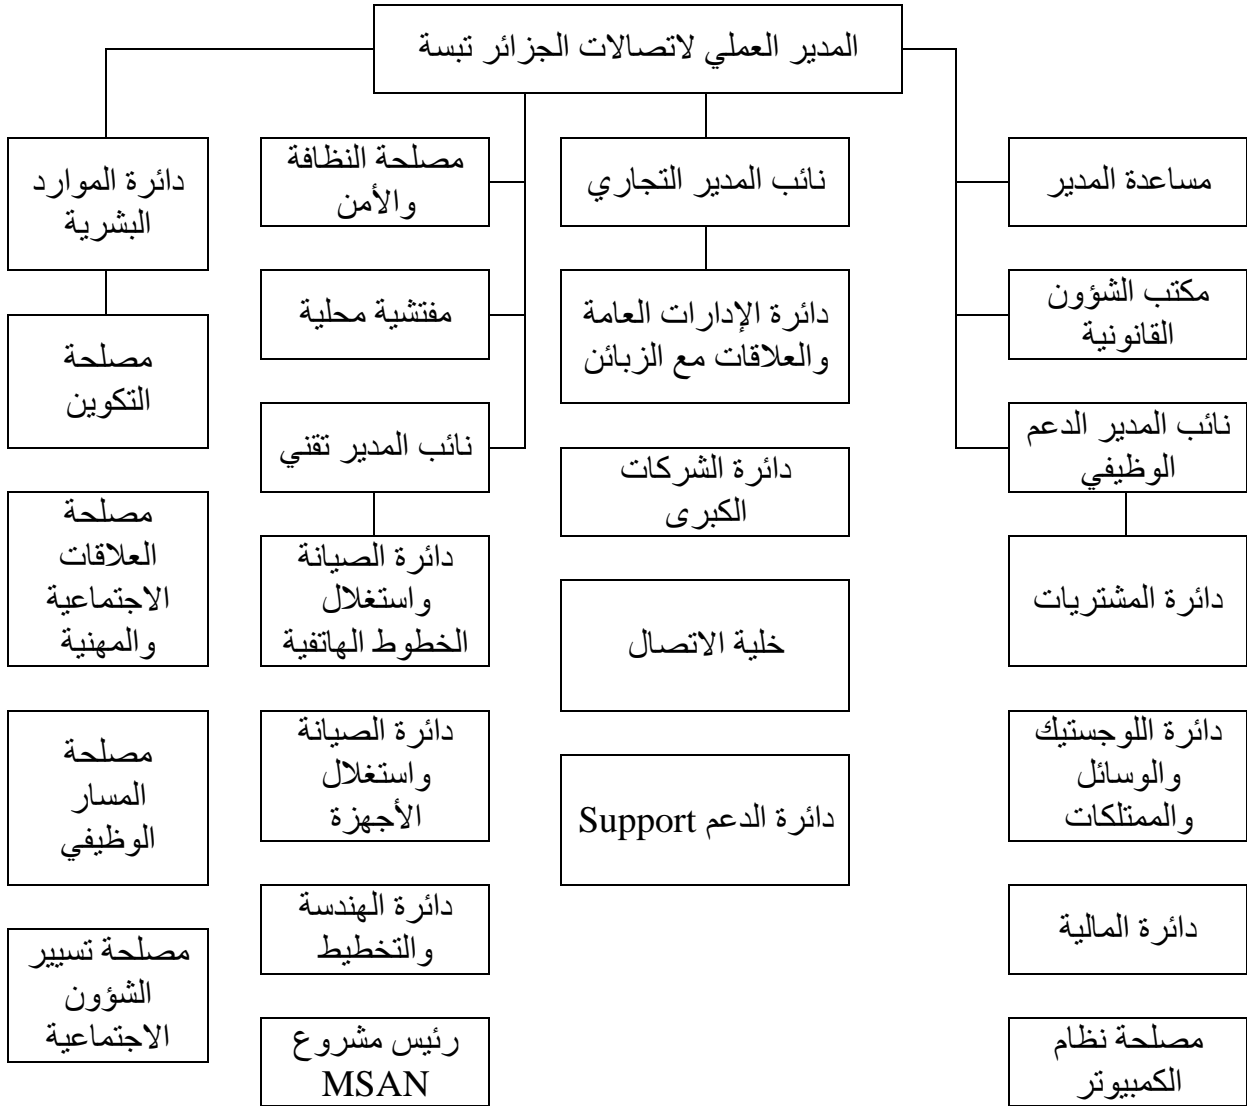 المدير العملي لاتصالات الجزائر تبسة
مساعدة المدير
مكتب الشؤون
القانونية
نائب المدير الدعم
الوظيفي
دائرة المشتريات
دائرة اللوجستيك
والوسائل
والممتلكات
دائرة المالية
مصلحة نظام
الكمبيوتر
نائب المدير التجاري
دائرة الإدارات العامة
والعلاقات مع الزبائن
دائرة الشركات
الكبرى
خلية الاتصال
دائرة الدعم Support
مصلحة النظافة
والأمن
مفتشية محلية
نائب المدير تقني
دائرة الصيانة
واستغلال
الخطوط الهاتفية
دائرة الصيانة
واستغلال
الأجهزة
دائرة الهندسة
والتخطيط
رئيس مشروع
MSAN
دائرة الموارد
البشرية
مصلحة
التكوين
مصلحة
العلاقات
الاجتماعية
والمهنية
مصلحة
المسار
الوظيفي
مصلحة تسيير
الشؤون
الاجتماعية